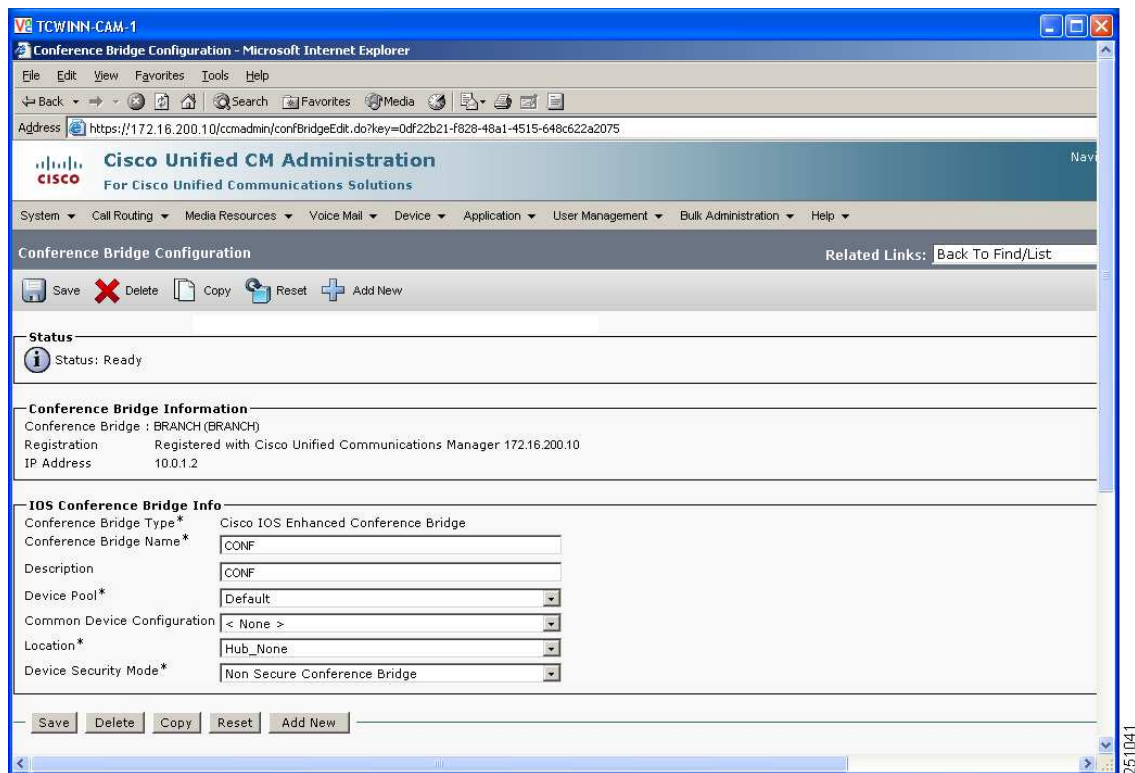 TCWINN-CAM-1
Conference Bridge Configuration - Microsoft Internet Explorer
File Edit View Favorites Tools Help
Back Search Favorites Media
Address https://172.16.200.10/ccmadmin/confBridgeEdit.do?key=0df22b21-f828-48a1-4515-648c622a2075
CISCO
Cisco Unified CM Administration
Navi
For Cisco Unified Communications Solutions
System Call Routing Media Resources Voice Mail Device Application User Management Bulk Administration Help
Conference Bridge Configuration Related Links: Back To Find/List
Save Delete Copy Reset Add New
Status
Status: Ready
Conference Bridge Information
Conference Bridge : BRANCH (BRANCH)
Registration Registered with Cisco Unified Communications Manager 172.16.200.10
IP Address 10.0.1.2
IOS Conference Bridge Info
Conference Bridge Type* Cisco IOS Enhanced Conference Bridge
Conference Bridge Name* CONF
Description CONF
Device Pool* Default
Common Device Configuration < None >
Location* Hub_None
Device Security Mode* Non Secure Conference Bridge
Save Delete Copy Reset Add New
251041